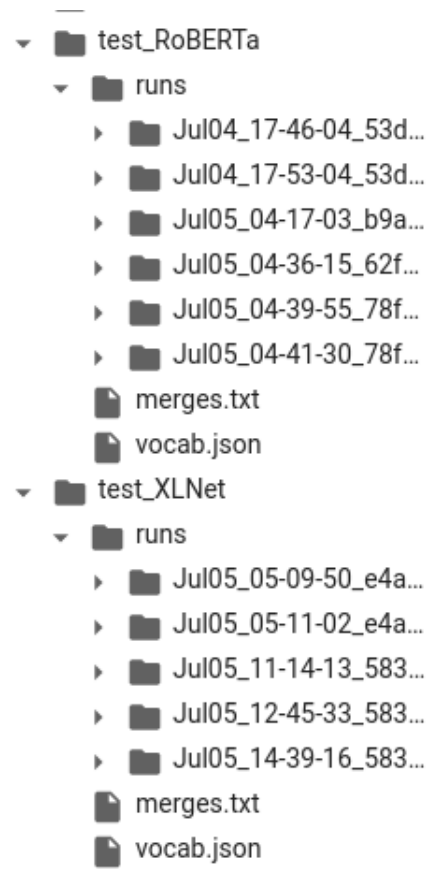 test_RoBERTa
runs
Jul04_17-46-04_53d...
Jul04_17-53-04_53d...
Jul05_04-17-03_b9a...
Jul05_04-36-15_62f...
Jul05_04-39-55_78f...
Jul05_04-41-30_78f...
merges.txt
vocab.json
test_XLNet
runs
Jul05_05-09-50_e4a...
Jul05_05-11-02_e4a...
Jul05_11-14-13_583...
Jul05_12-45-33_583...
Jul05_14-39-16_583...
merges.txt
vocab.json